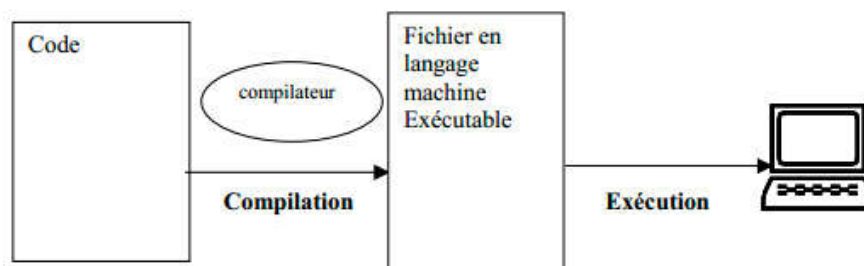 Code
compilateur
Compilation
Fichier en
langage
machine
Exécutable
Exécution